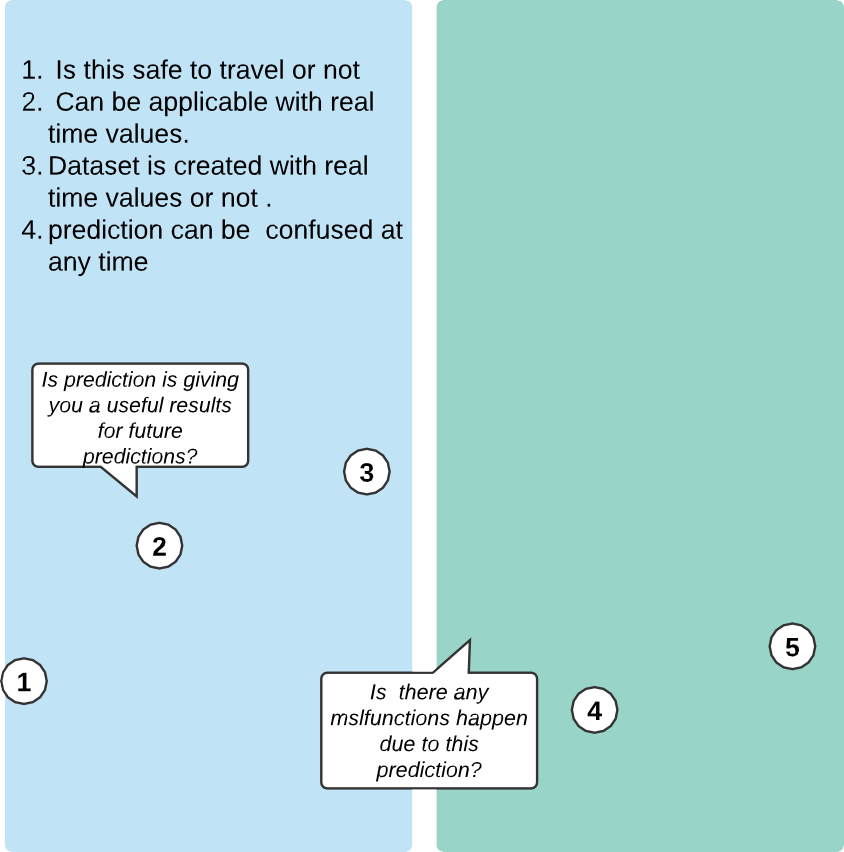 1. Is this safe to travel or not
2. Can be applicable with real
time values.
3. Dataset is created with real
time values or not .
4. prediction can be confused at
any time
Is prediction is giving
you a useful results
for future
predictions?
3
2
1
5
4
Is there any
mslfunctions happen
due to this
prediction?